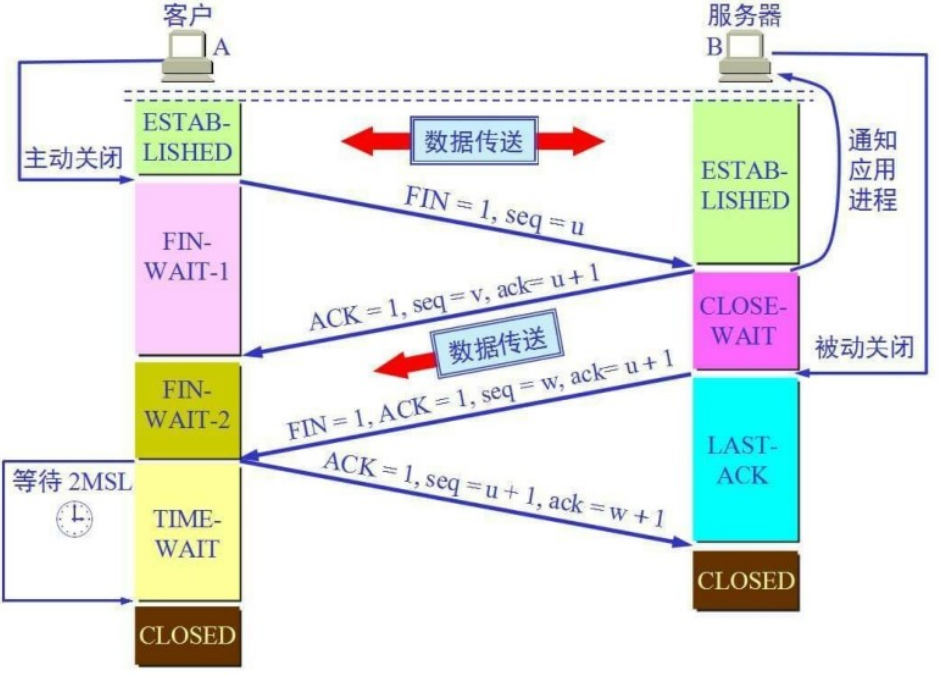 客户
A
服务器
B
ESTAB-
LISHED
数据传送
ESTAB-
LISHED
通知
应用
进程
主动关闭
FIN = 1, seq = u
FIN-
WAIT-1
ACK = 1, seq = v, ack= u + 1
CLOSE-
WAIT
数据传送
被动关闭
FIN-
WAIT-2
FIN = 1, ACK = 1, seq = w, ack= u + 1
LAST-
ACK
ACK = 1, seq = u + 1, ack = w + 1
等待 2MSL
TIME-
WAIT
CLOSED
CLOSED